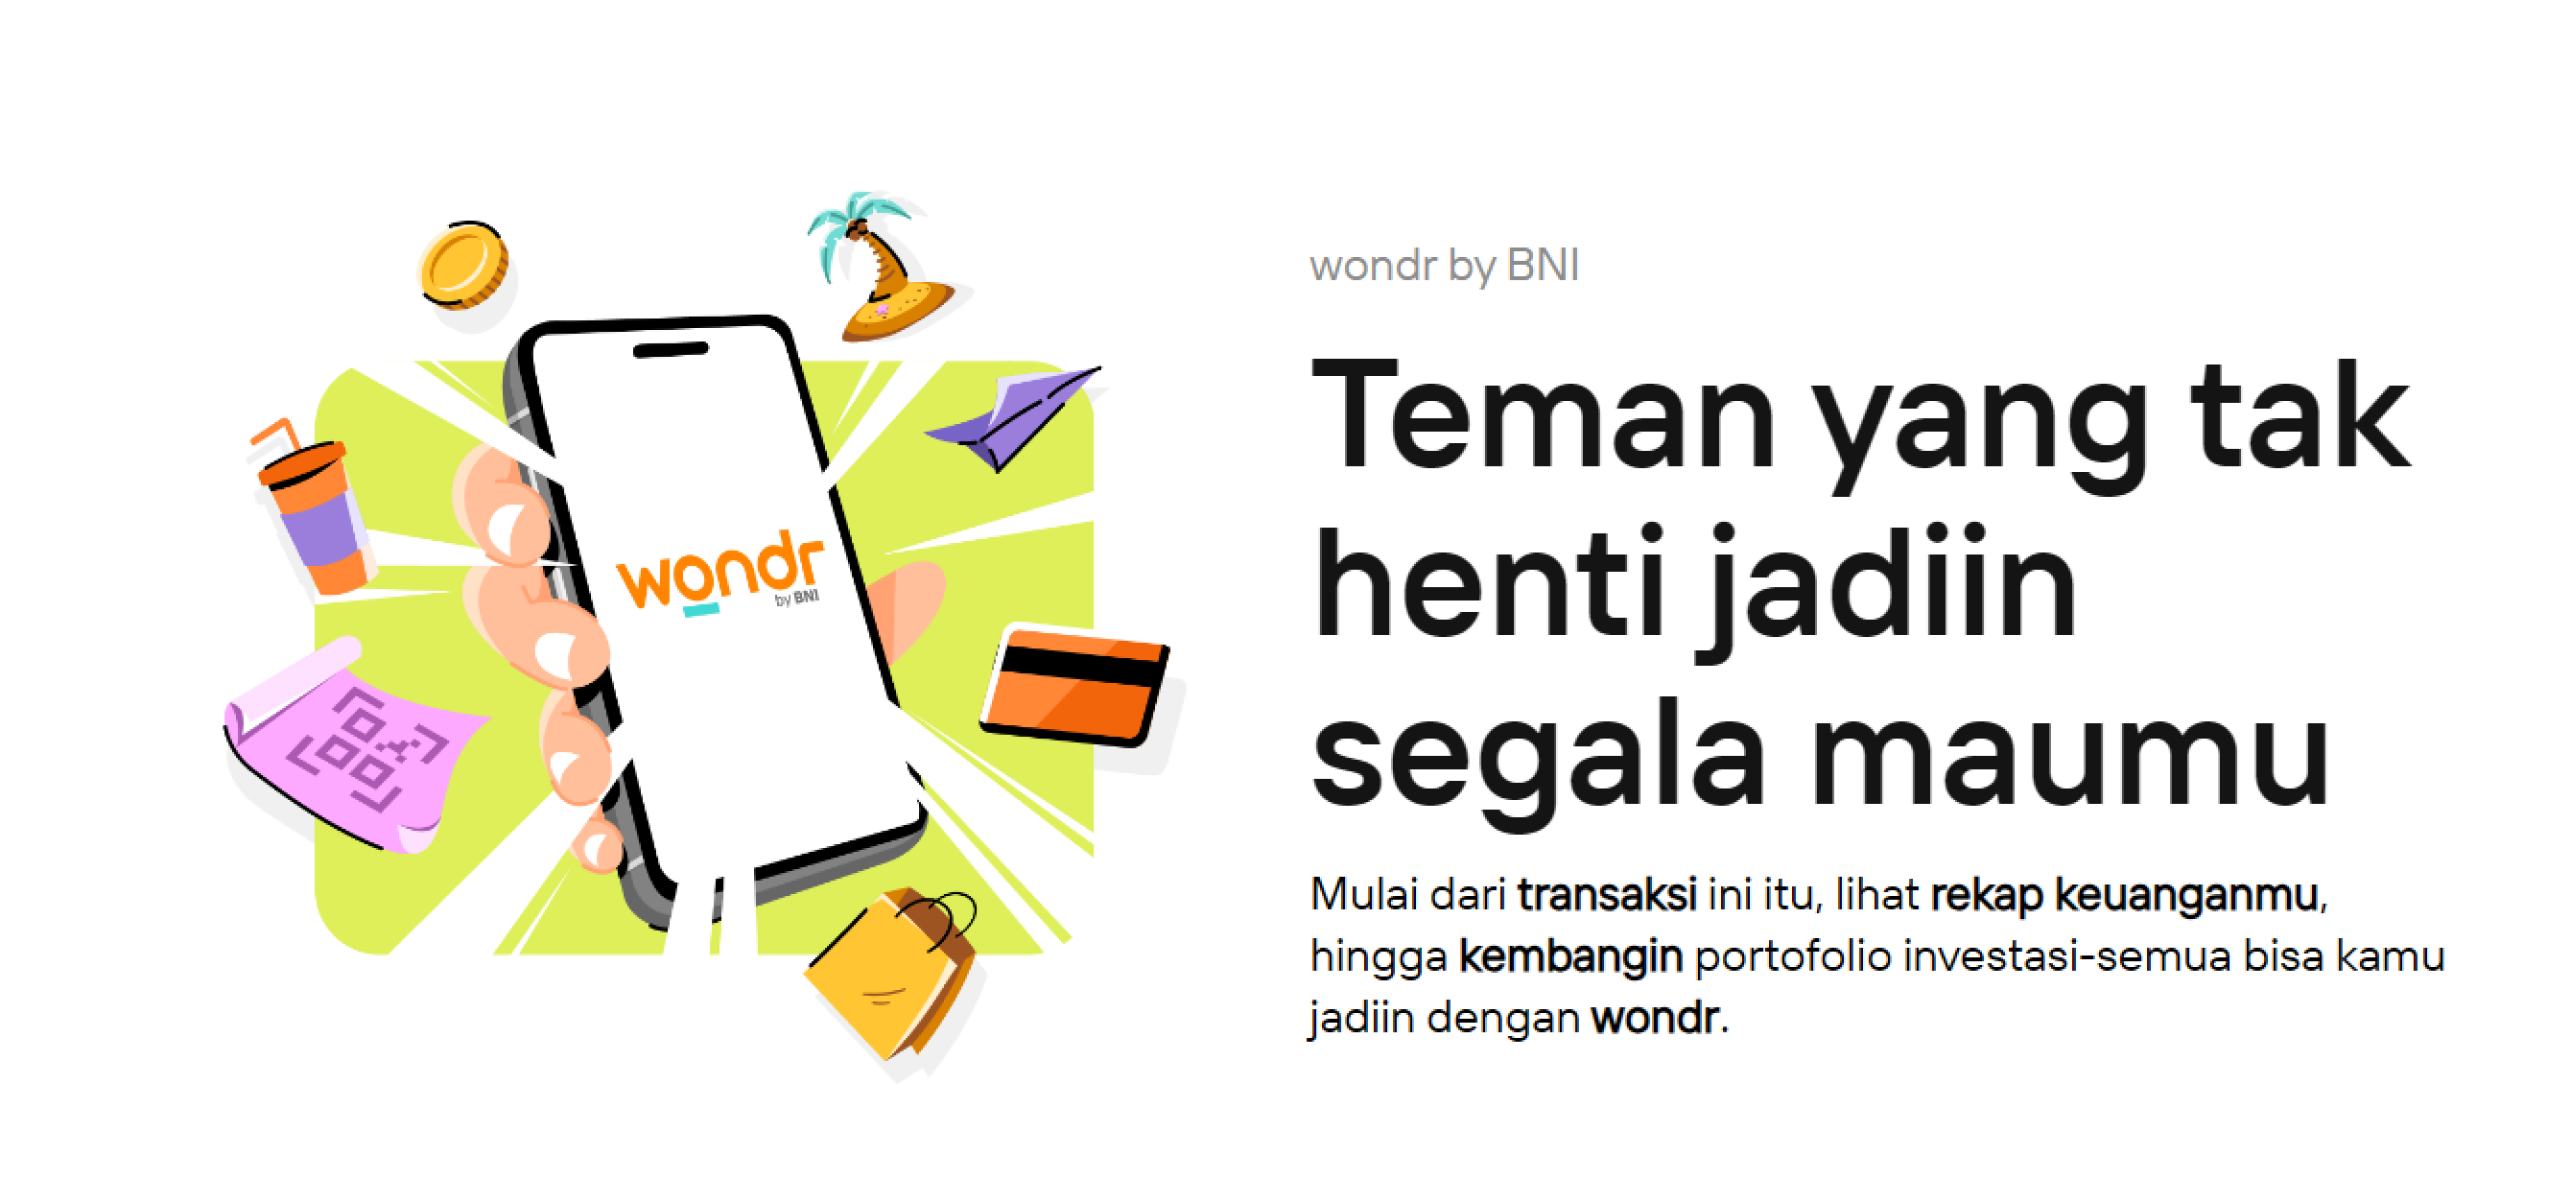 wondr by BNI
Teman yang tak
henti jadiin
segala maumu
Mulai dari transaksi ini itu, lihat rekap keuanganmu,
hingga kembangin portofolio investasi-semua bisa kamu
jadiin dengan wondr.
wondr
by BNI